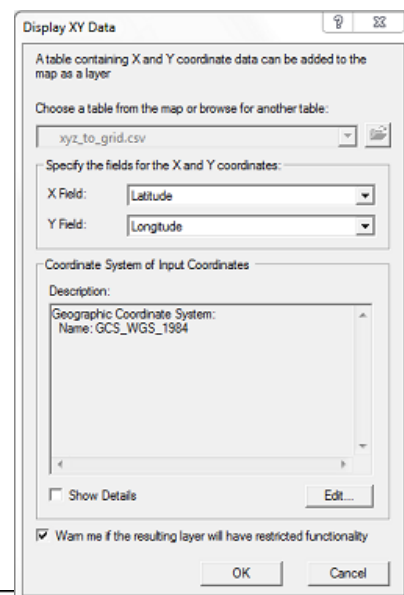 Display XY Data
A table containing X and Y coordinate data can be added to the
map as a layer
Choose a table from the map or browse for another table:
xyz_to_grid.csv
Specify the fields for the X and Y coordinates:
X Field:
Latitude
Y Field:
Longitude
Coordinate System of Input Coordinates
Description:
Geographic Coordinate System:
Name: GCS_WGS_1984
Show Details
Edit...
Warn me if the resulting layer will have restricted functionality
OK
Cancel